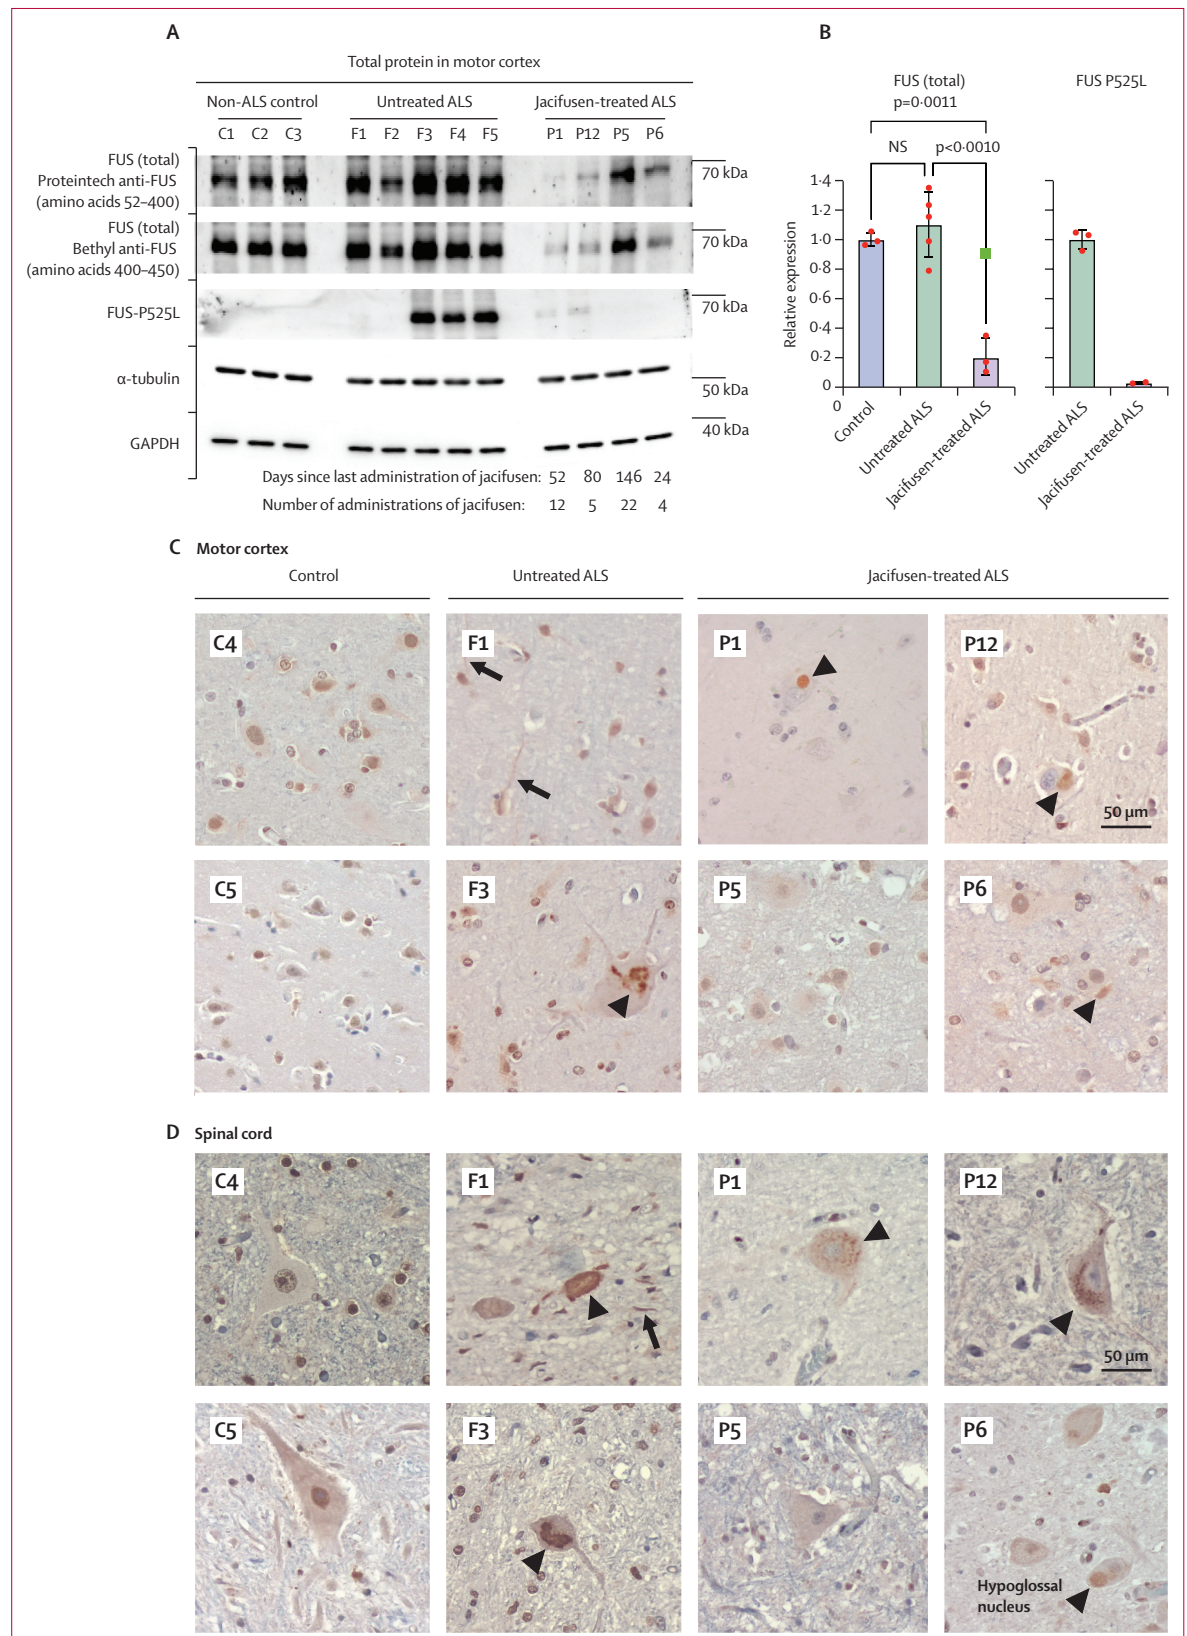 A
Total protein in motor cortex
Non-ALS control
Untreated ALS
Jacifusen-treated ALS
C1 C2 C3 F1 F2 F3 F4 F5 P1 P12 P5 P6
FUS (total)
Proteintech anti-FUS
(amino acids 52–400)
70 kDa
FUS (total)
Bethyl anti-FUS
(amino acids 400–450)
70 kDa
FUS-P525L
70 kDa
α-tubulin
50 kDa
GAPDH
40 kDa
Days since last administration of jacifusen: 52 80 146 24
Number of administrations of jacifusen: 12 5 22 4
B
FUS (total)
p=0·0011
NS
p<0·0010
FUS P525L
Relative expression
1·4
1·2
1·0
0·8
0·6
0·4
0·2
0
0
Control
Untreated ALS
Jacifusen-treated ALS
Untreated ALS
Jacifusen-treated ALS
C Motor cortex
Control
Untreated ALS
Jacifusen-treated ALS
C4
F1
P1
P12
50 µm
C5
F3
P5
P6
D Spinal cord
C4
F1
P1
P12
50 µm
C5
F3
P5
P6
Hypoglossal
nucleus